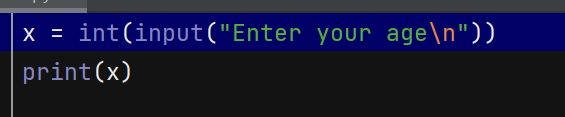 x = int(input("Enter your age\n"))
print(x)